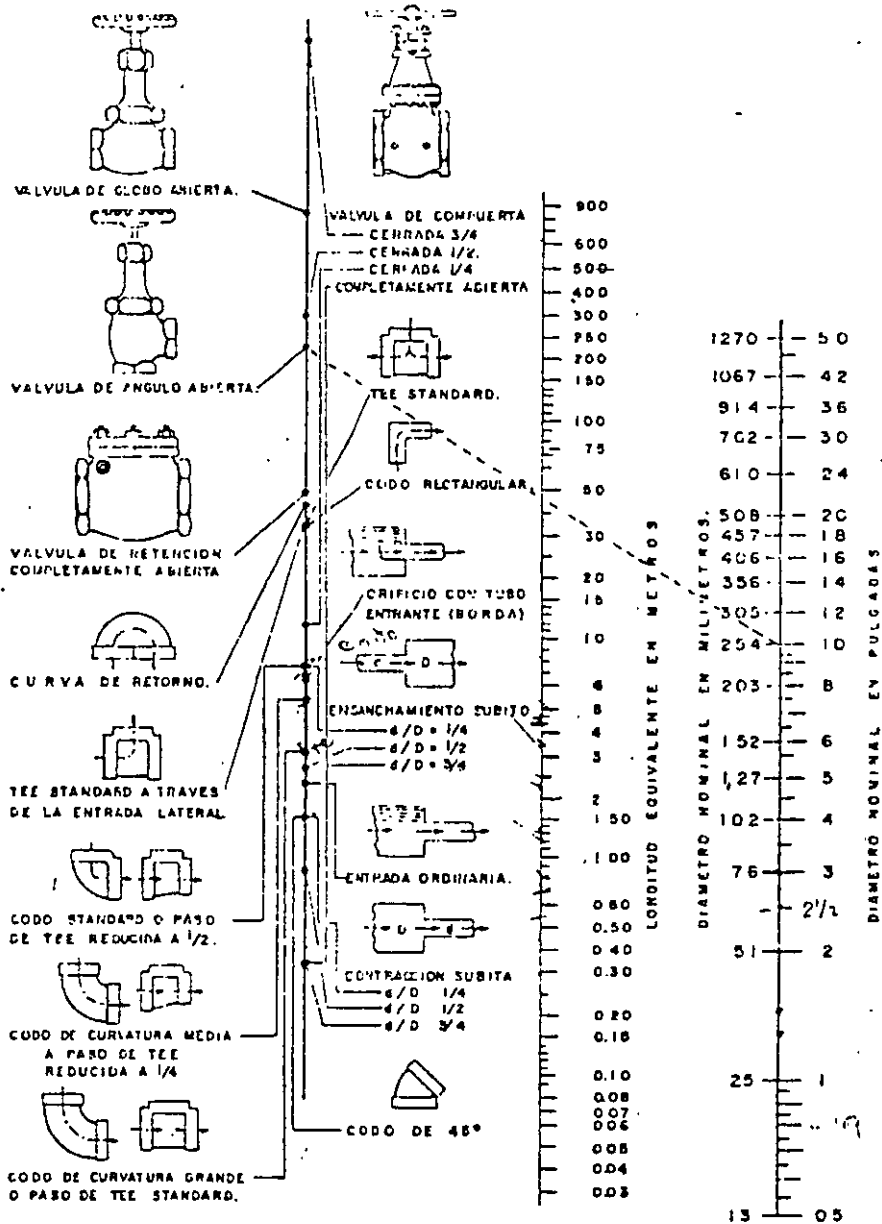 VALVULA DE GLOBO ABIERTA.
VALVULA DE ANGULO ABIERTA.
VALVULA DE RETENCION
COMPLETAMENTE ABIERTA
CURVA DE RETORNO.
TEE STANDARD A TRAVES
DE LA ENTRADA LATERAL
CODO STANDARD O PASO
DE TEE REDUCIDA A 1/2.
CODO DE CURVATURA MEDIA
A PASO DE TEE
REDUCIDA A 1/4
CODO DE CURVATURA GRANDE
O PASO DE TEE STANDARD.
VALVULA DE COMPUERTA
CERRADA 3/4
CERRADA 1/2.
CERRADA 1/4
COMPLETAMENTE ABIERTA
TEE STANDARD.
CODO RECTANGULAR
ORIFICIO CON TUBO
ENTRANTE (BORDA)
D
ENSANCHAMIENTO SUBITO
d/D = 1/4
d/D = 1/2
d/D = 3/4
ENTRADA ORDINARIA.
D d
CONTRACCION SUBITA
d/D 1/4
d/D 1/2
d/D 3/4
CODO DE 45°
900
600
500
400
300
250
200
150
100
75
50
30
20
15
10
6
5
4
3
2
1.50
1.00
0.60
0.50
0.40
0.30
0.20
0.15
0.10
0.08
0.07
0.06
0.05
0.04
0.03
LONGITUD EQUIVALENTE EN METROS
DIAMETRO NOMINAL EN MILIMETROS.
1270 50
1067 42
914 36
762 30
610 24
508 20
457 18
406 16
356 14
305 12
254 10
203 8
152 6
127 5
102 4
76 3
2 1/2
51 2
25 1
13 0.5
DIAMETRO NOMINAL EN PULGADAS